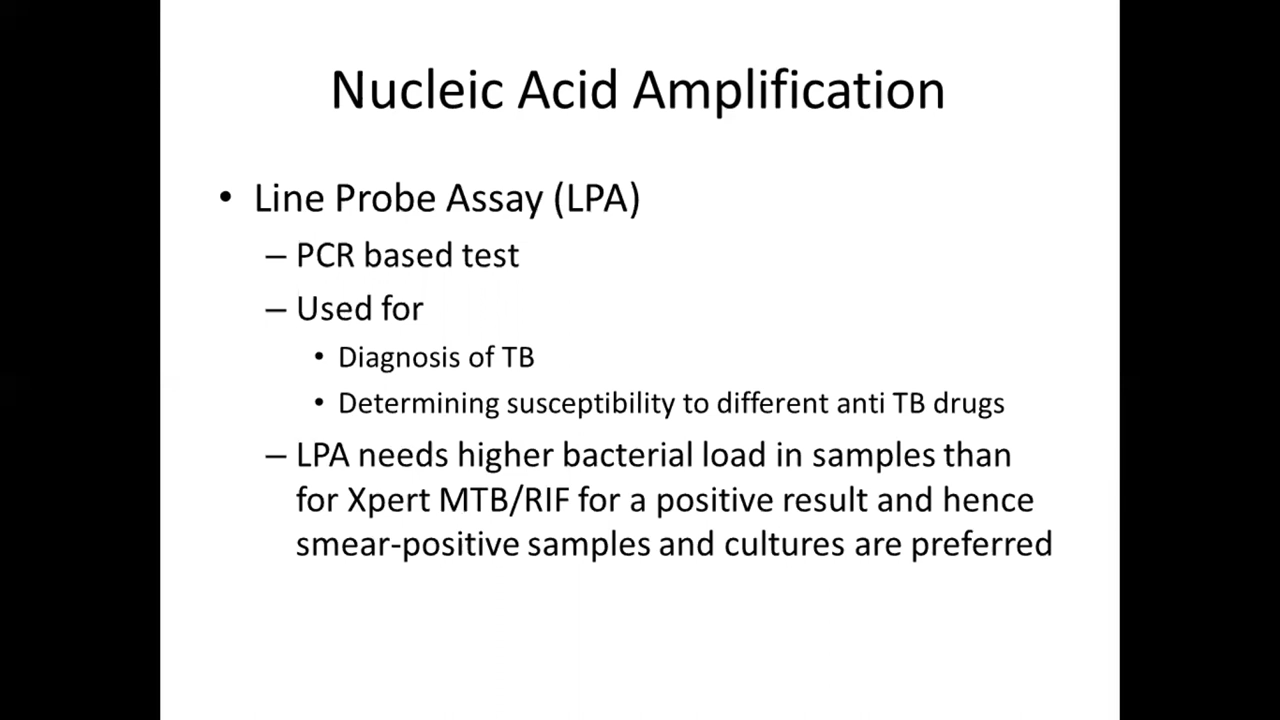 Nucleic Acid Amplification
• Line Probe Assay (LPA)
– PCR based test
– Used for
• Diagnosis of TB
• Determining susceptibility to different anti TB drugs
– LPA needs higher bacterial load in samples than
for Xpert MTB/RIF for a positive result and hence
smear-positive samples and cultures are preferred